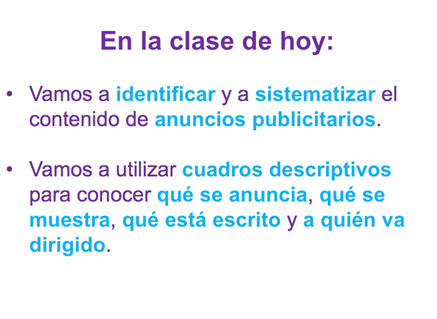 En la clase de hoy:
• Vamos a identificar y a sistematizar el
contenido de anuncios publicitarios.
• Vamos a utilizar cuadros descriptivos
para conocer qué se anuncia, qué se
muestra, qué está escrito y a quién va
dirigido.